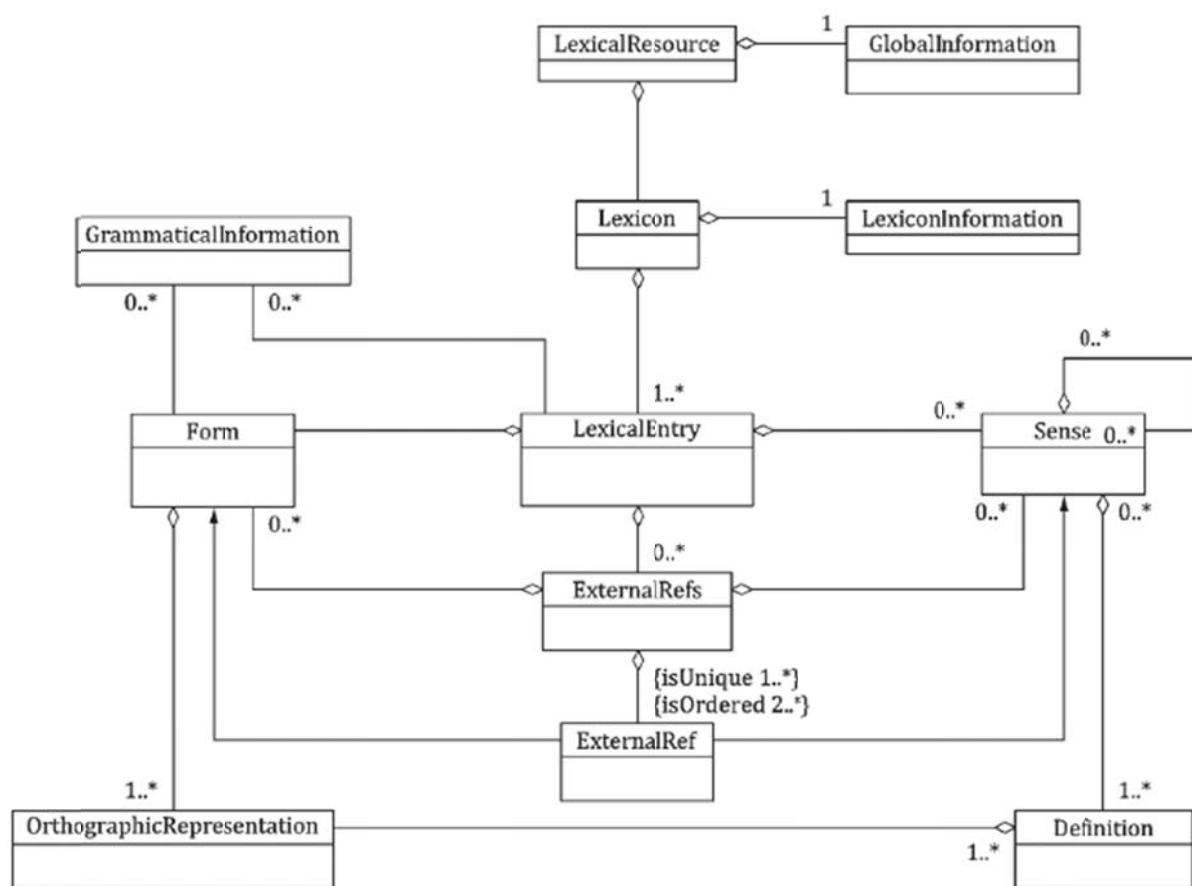 LexicalResource
1
GlobalInformation
Lexicon
1
LexiconInformation
GrammaticalInformation
0..*
0..*
0..*
1..*
0..*
Form
LexicalEntry
Sense
0..*
0..*
0..*
0..*
0..*
ExternalRefs
{isUnique 1..*}
{isOrdered 2..*}
ExternalRef
1..*
1..*
OrthographicRepresentation
Definition
1..*